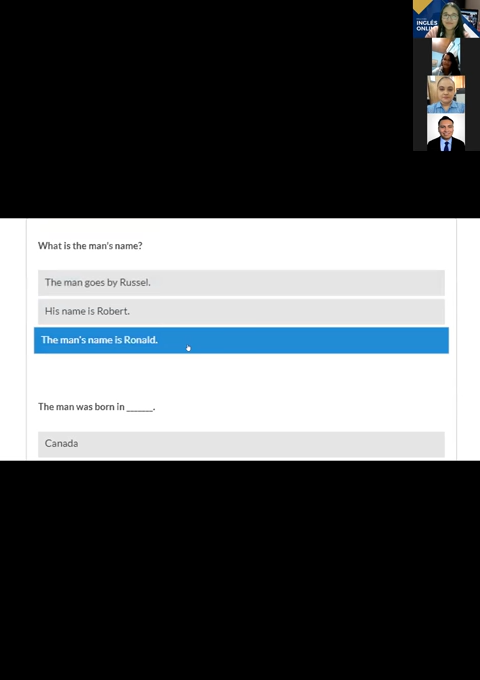 INGLÉS
ONLINE
What is the man's name?
The man goes by Russel.
His name is Robert.
The man's name is Ronald.
The man was born in ______.
Canada